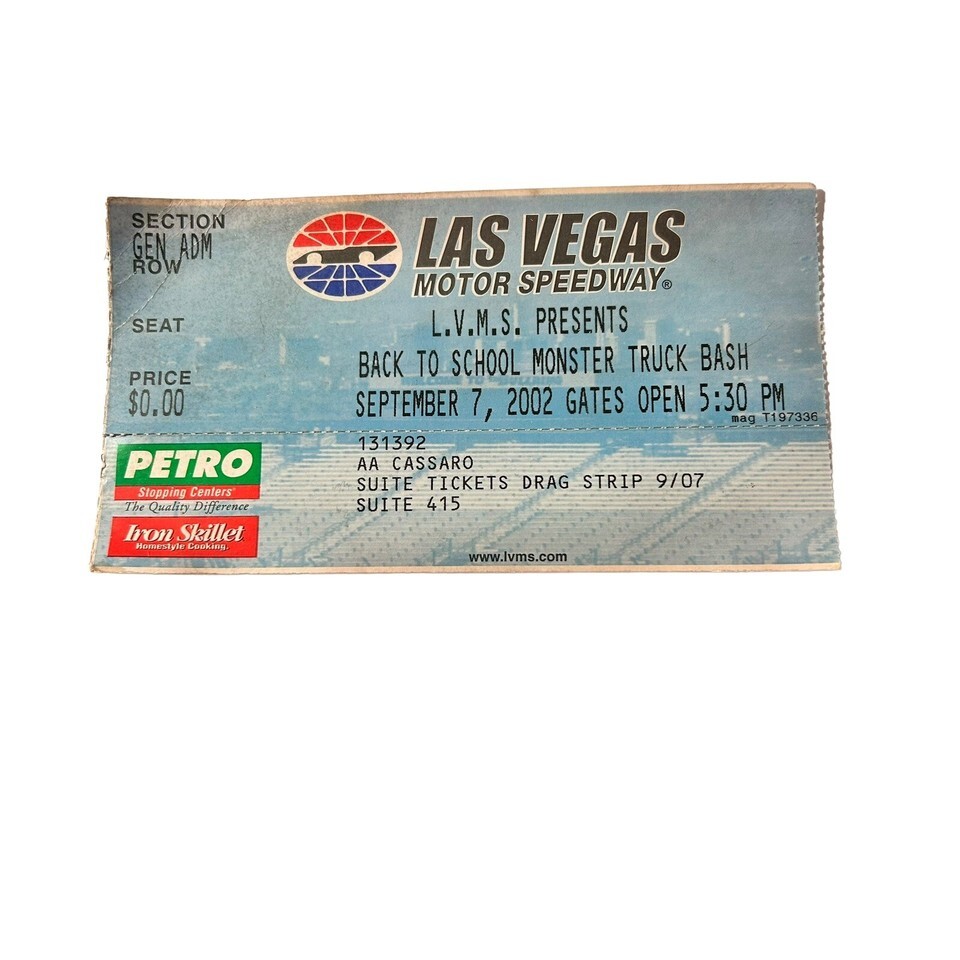 SECTION
GEN ADM
ROW
SEAT
PRICE
$0.00
LAS VEGAS
MOTOR SPEEDWAY®
L.V.M.S. PRESENTS
BACK TO SCHOOL MONSTER TRUCK BASH
SEPTEMBER 7, 2002 GATES OPEN 5:30 PM
mag T197336
PETRO
Stopping Centers®
The Quality Difference
Iron Skillet
Homestyle Cooking.
131392
AA CASSARO
SUITE TICKETS DRAG STRIP 9/07
SUITE 415
www.lvms.com